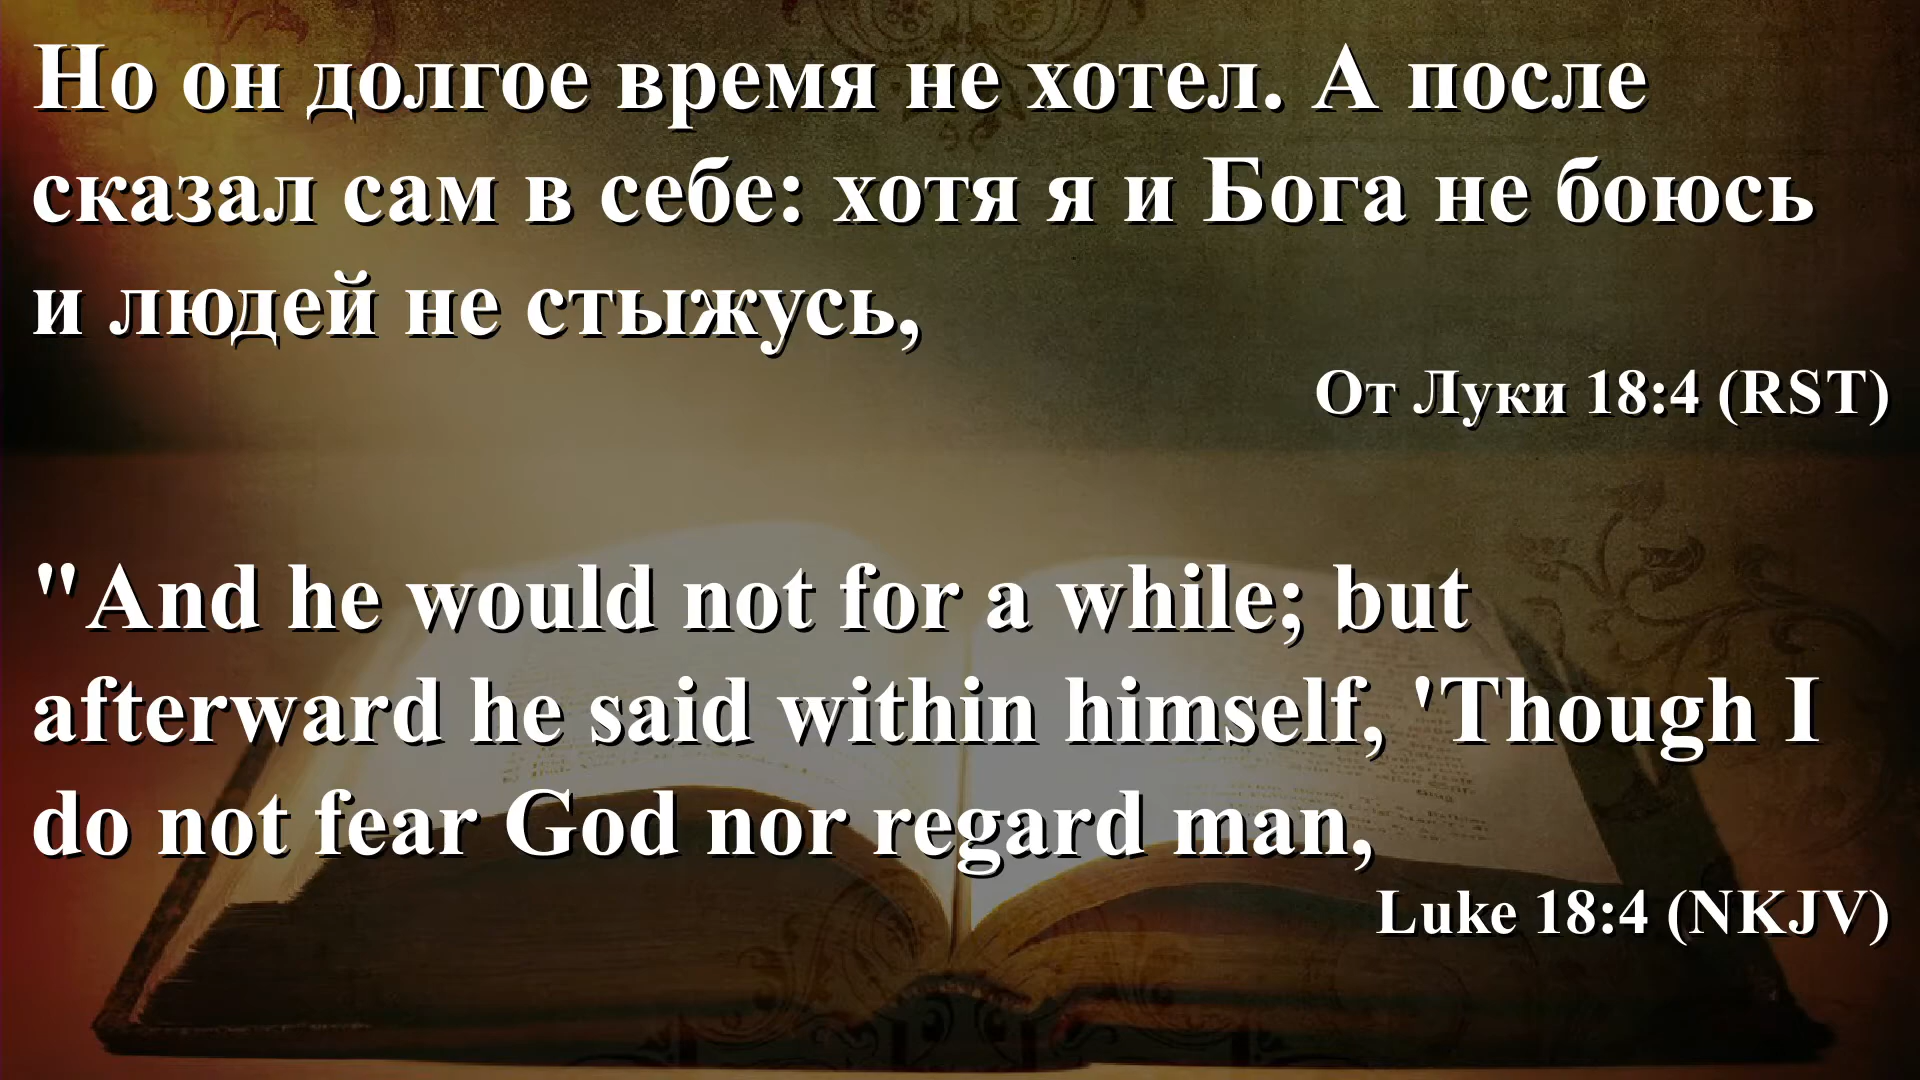 Но он долгое время не хотел. А после
сказал сам в себе: хотя я и Бога не боюсь
и людей не стыжусь,
От Луки 18:4 (RST)
"And he would not for a while; but
afterward he said within himself, 'Though I
do not fear God nor regard man,
Luke 18:4 (NKJV)